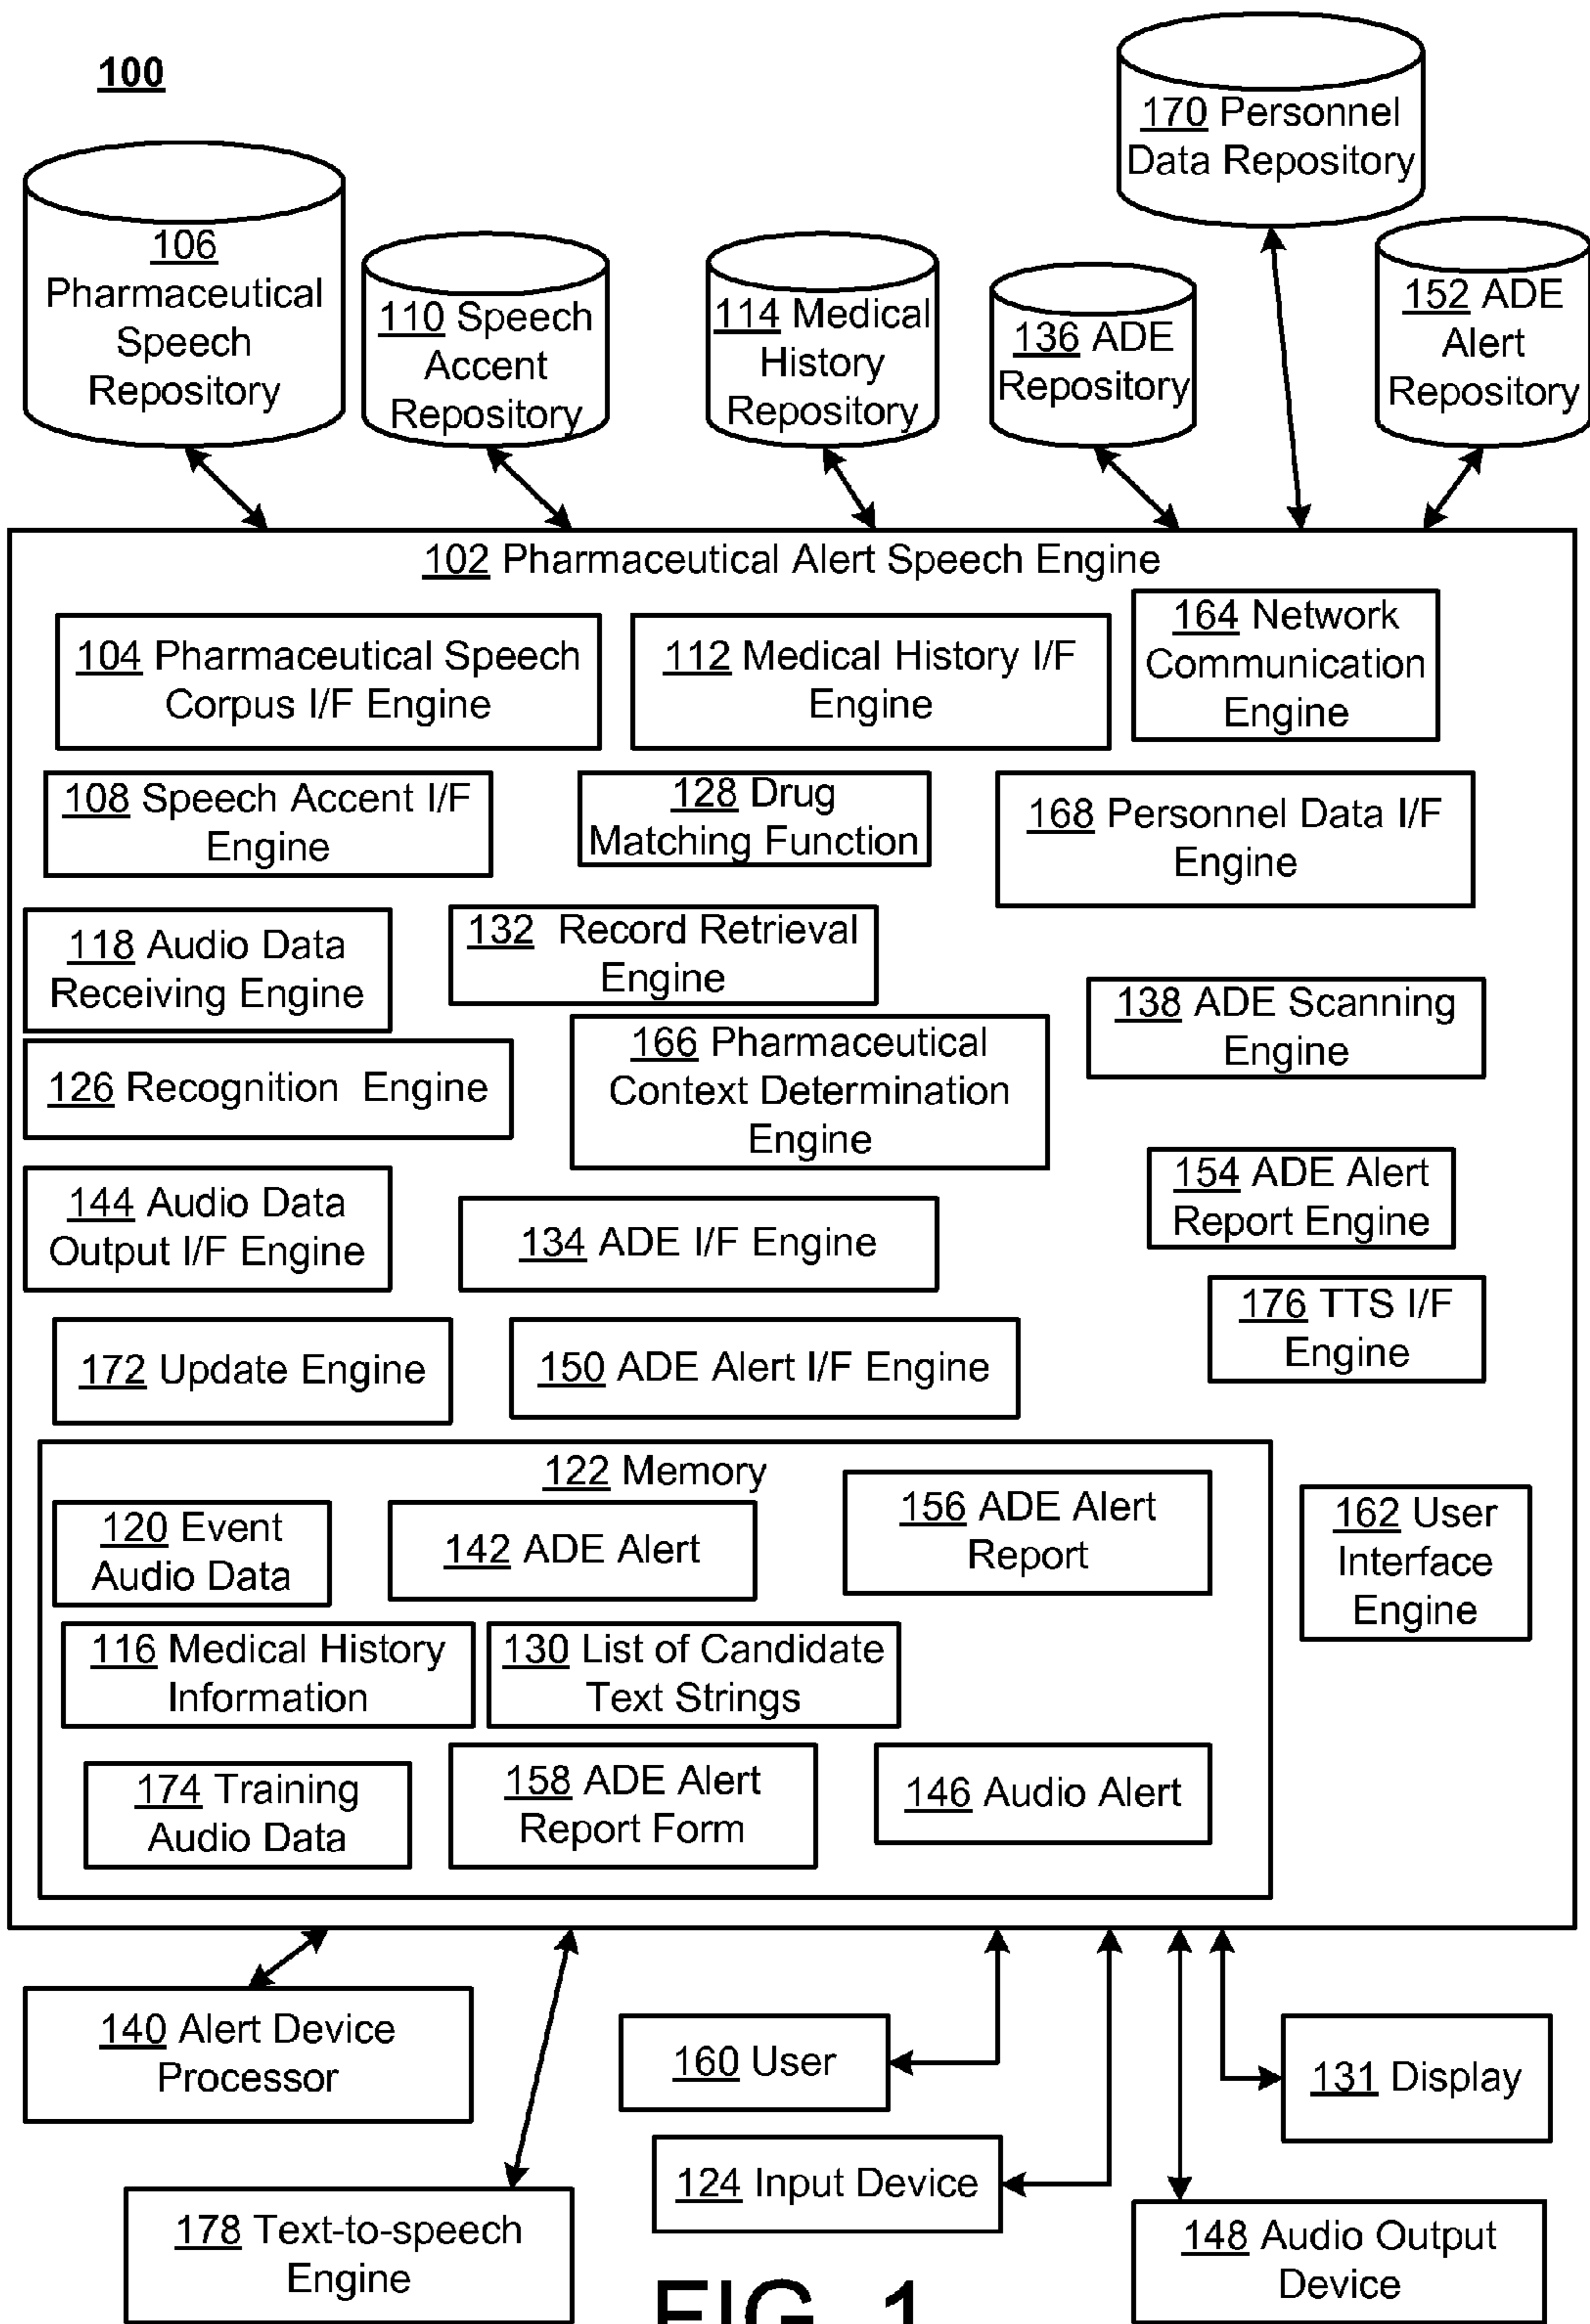 100
170 Personnel
Data Repository
106
Pharmaceutical
Speech
Repository
110 Speech
Accent
Repository
114 Medical
History
Repository
136 ADE
Repository
152 ADE
Alert
Repository
102 Pharmaceutical Alert Speech Engine
104 Pharmaceutical Speech
Corpus I/F Engine
112 Medical History I/F
Engine
164 Network
Communication
Engine
108 Speech Accent I/F
Engine
128 Drug
Matching Function
168 Personnel Data I/F
Engine
118 Audio Data
Receiving Engine
132 Record Retrieval
Engine
138 ADE Scanning
Engine
126 Recognition Engine
166 Pharmaceutical
Context Determination
Engine
144 Audio Data
Output I/F Engine
134 ADE I/F Engine
154 ADE Alert
Report Engine
176 TTS I/F
Engine
172 Update Engine
150 ADE Alert I/F Engine
122 Memory
120 Event
Audio Data
142 ADE Alert
156 ADE Alert
Report
162 User
Interface
Engine
116 Medical History
Information
130 List of Candidate
Text Strings
174 Training
Audio Data
158 ADE Alert
Report Form
146 Audio Alert
140 Alert Device
Processor
160 User
131 Display
124 Input Device
178 Text-to-speech
Engine
148 Audio Output
Device
FIG. 1